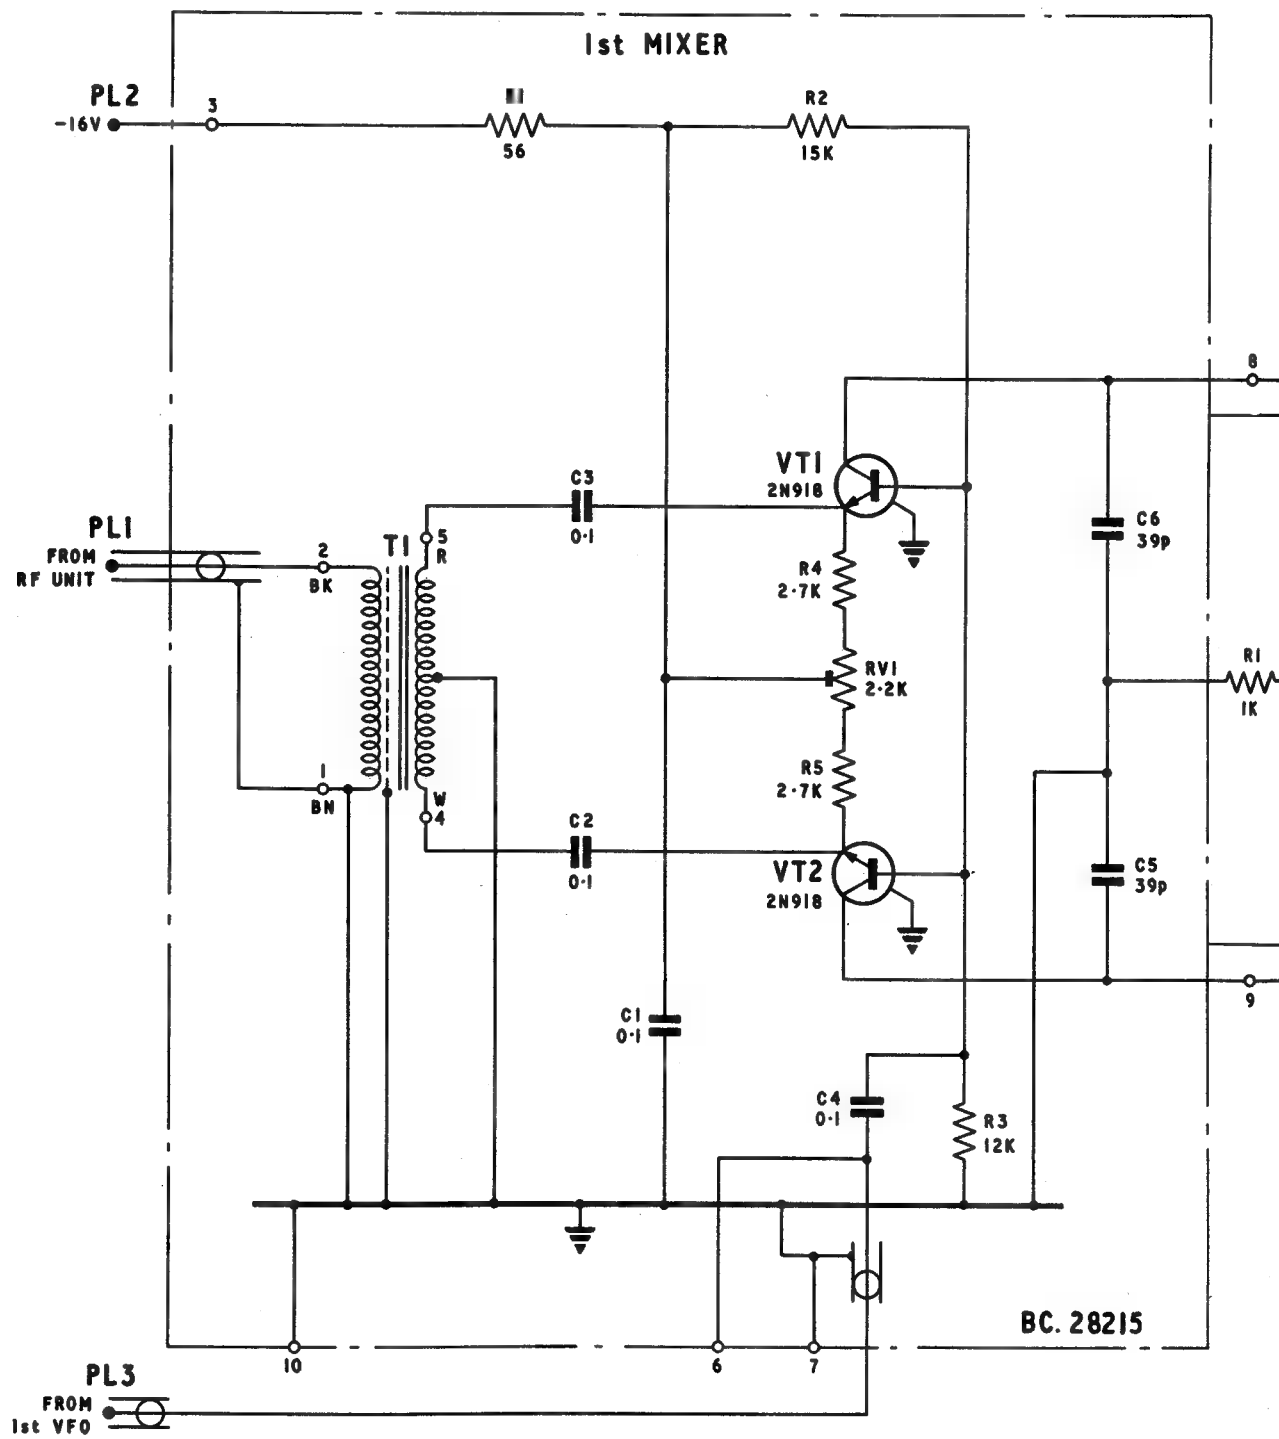 1st MIXER
PL2
-16V
3
56
R2
15K
8
VT1
2N918
C3
0·1
C6
39p
PL1
FROM
RF UNIT
2
BK
T1
5
R
R4
2·7K
RV1
2·2K
R1
1K
1
BN
W
4
R5
2·7K
C2
0·1
VT2
2N918
C5
39p
9
C1
0·1
C4
0·1
R3
12K
BC. 28215
10
6
7
PL3
FROM
1st VFO